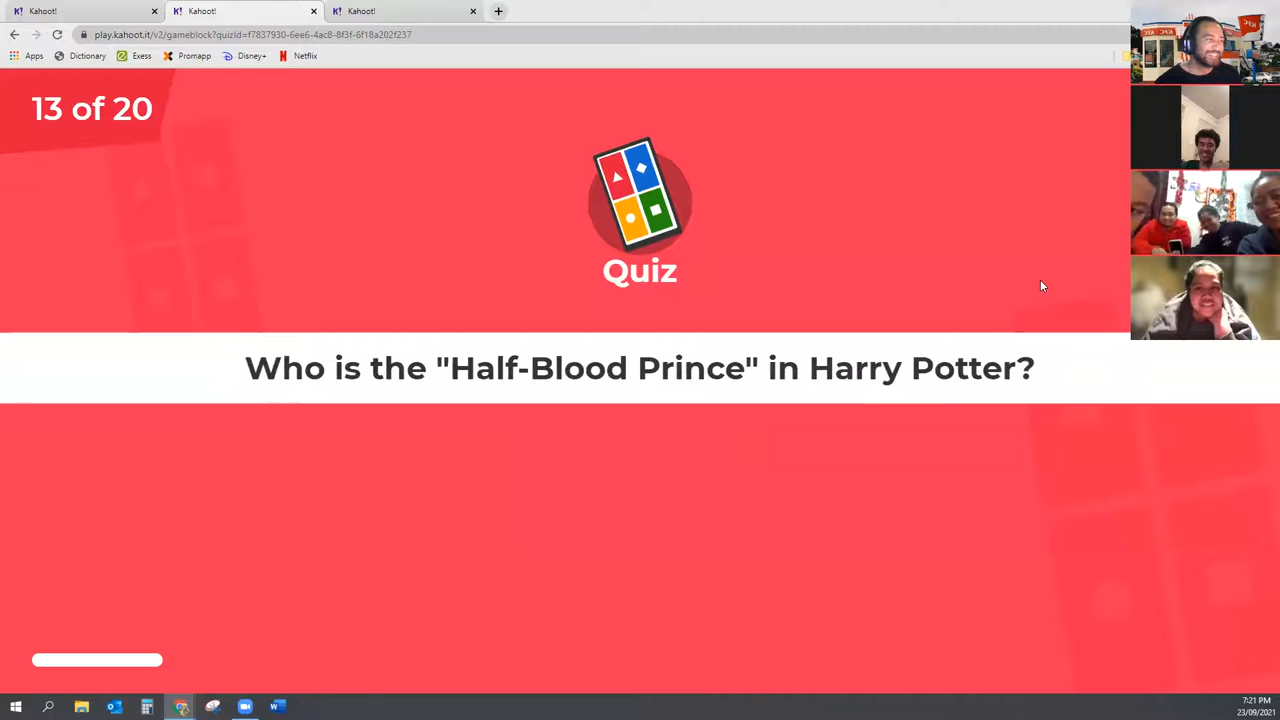 Kahoot!
Kahoot!
Kahoot!
play.kahoot.it/v2/gameblock?quizId=f7837930-6ee6-4ac8-8f3f-6f18a202f237
Apps
Dictionary
Exess
Promapp
Disney+
Netflix
KFC
13 of 20
Quiz
Who is the "Half-Blood Prince" in Harry Potter?
7:21 PM
23/09/2021